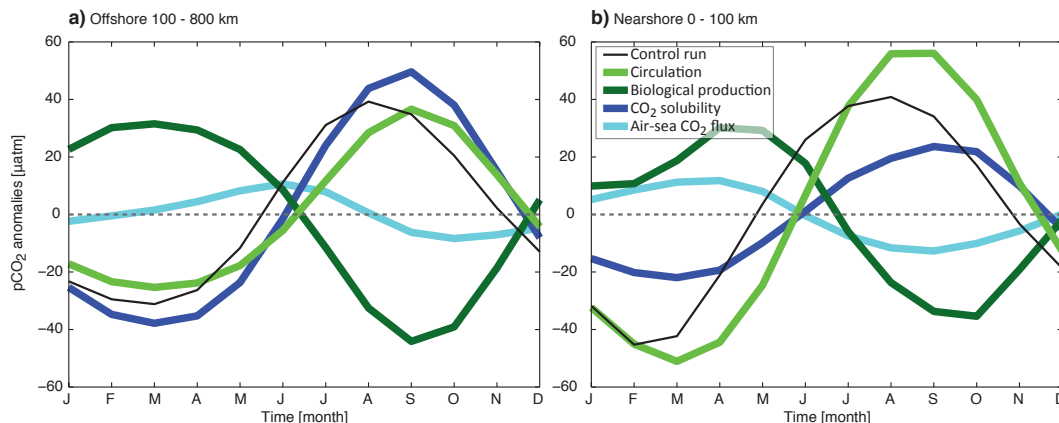 a) Offshore 100 - 800 km
b) Nearshore 0 - 100 km
pCO₂ anomalies [µatm]
60
40
20
0
−20
−40
−60
J F M A M J J A S O N D
Time [month]
60
40
20
0
−20
−40
−60
Control run
Circulation
Biological production
CO₂ solubility
Air-sea CO₂ flux
J F M A M J J A S O N D
Time [month]